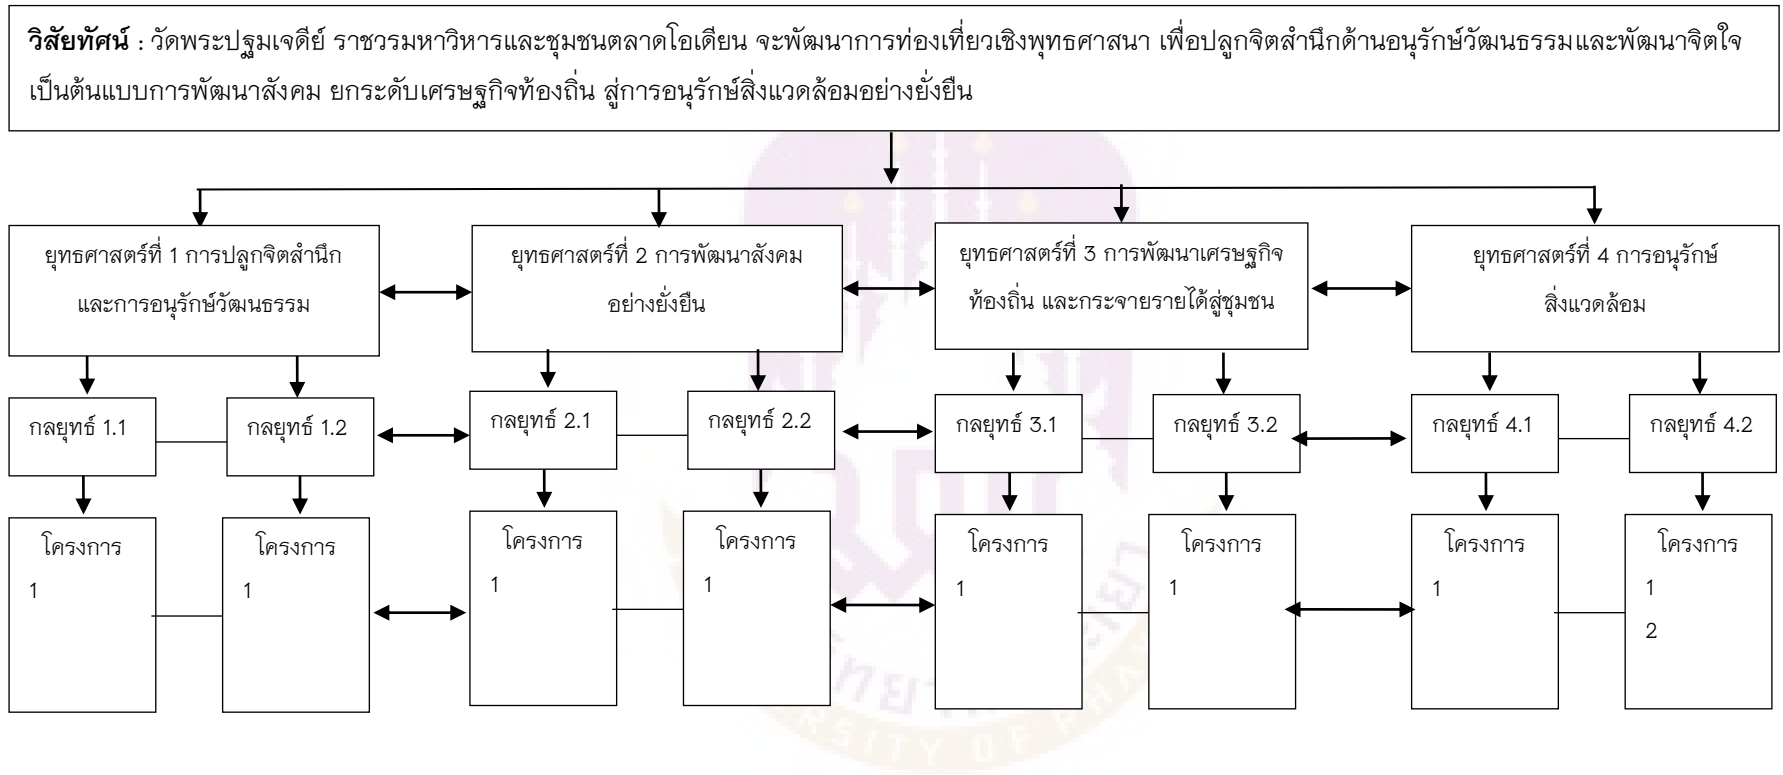 วิสัยทัศน์ : วัดพระปฐมเจดีย์ ราชวรมหาวิหารและชุมชนตลาดโอเดียน จะพัฒนาการท่องเที่ยวเชิงพุทธศาสนา เพื่อปลูกจิตสำนึกด้านอนุรักษ์วัฒนธรรมและพัฒนาจิตใจ
เป็นต้นแบบการพัฒนาสังคม ยกระดับเศรษฐกิจท้องถิ่น สู่การอนุรักษ์สิ่งแวดล้อมอย่างยั่งยืน
ยุทธศาสตร์ที่ 1 การปลูกจิตสำนึก
และการอนุรักษ์วัฒนธรรม
ยุทธศาสตร์ที่ 2 การพัฒนาสังคม
อย่างยั่งยืน
ยุทธศาสตร์ที่ 3 การพัฒนาเศรษฐกิจ
ท้องถิ่น และกระจายรายได้สู่ชุมชน
ยุทธศาสตร์ที่ 4 การอนุรักษ์
สิ่งแวดล้อม
กลยุทธ์ 1.1
กลยุทธ์ 1.2
กลยุทธ์ 2.1
กลยุทธ์ 2.2
กลยุทธ์ 3.1
กลยุทธ์ 3.2
กลยุทธ์ 4.1
กลยุทธ์ 4.2
โครงการ
1
โครงการ
1
โครงการ
1
โครงการ
1
โครงการ
1
โครงการ
1
โครงการ
1
โครงการ
1
2